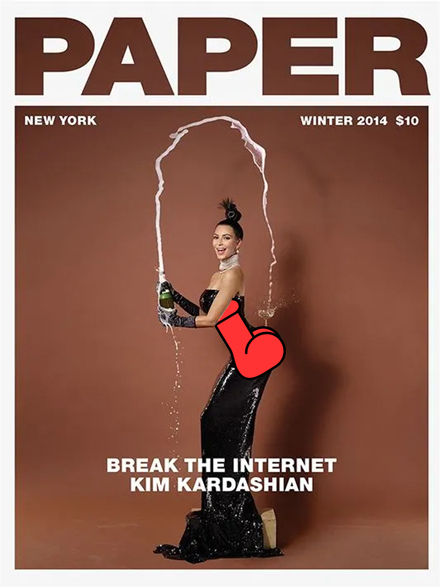 PAPER
NEW YORK
WINTER 2014 $10
BREAK THE INTERNET
KIM KARDASHIAN